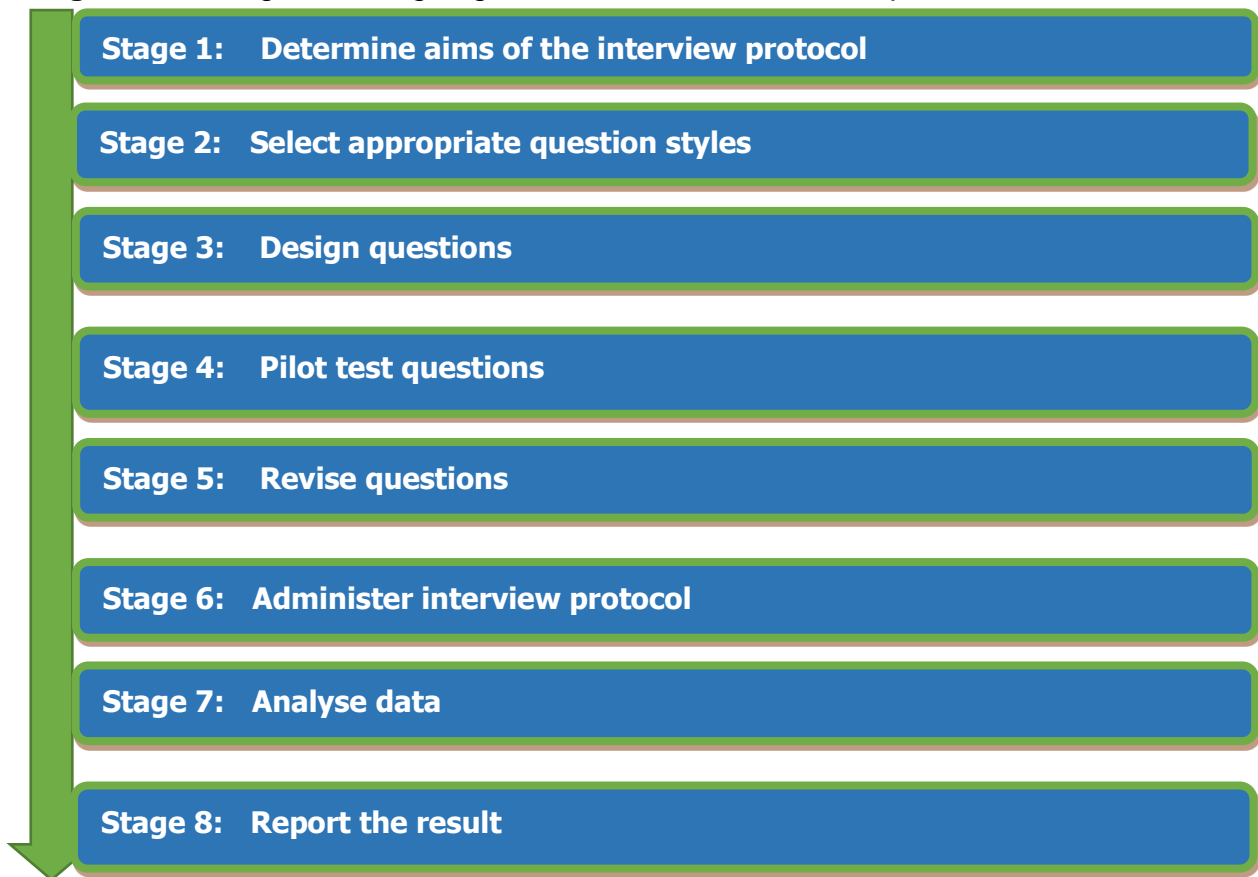 Stage 1: Determine aims of the interview protocol
Stage 2: Select appropriate question styles
Stage 3: Design questions
Stage 4: Pilot test questions
Stage 5: Revise questions
Stage 6: Administer interview protocol
Stage 7: Analyse data
Stage 8: Report the result